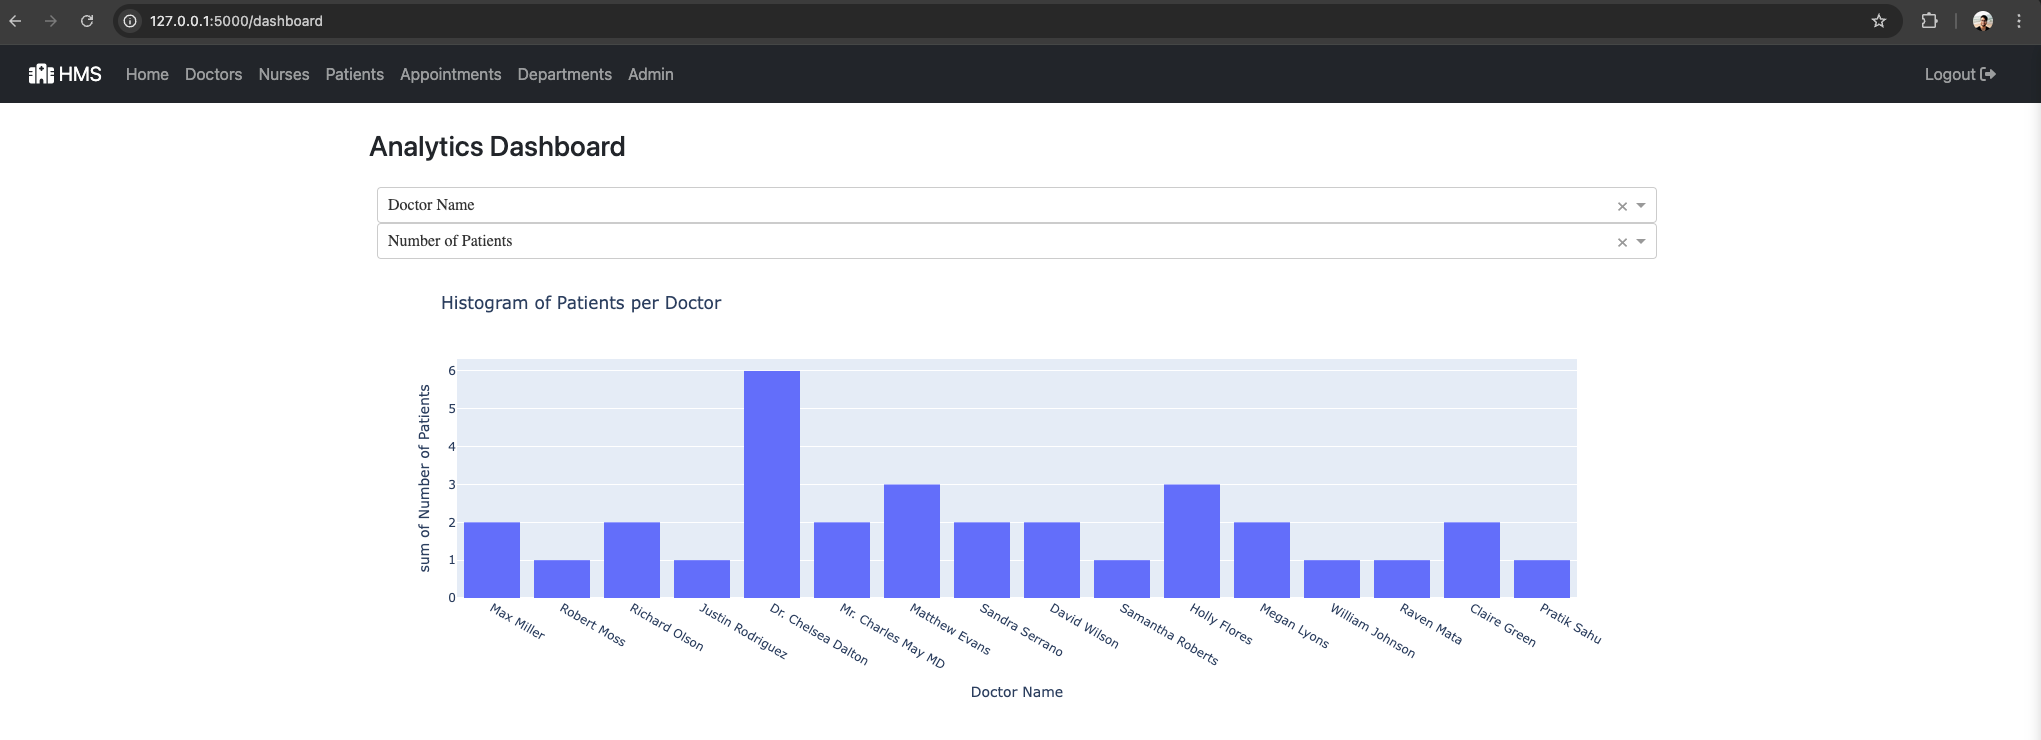 127.0.0.1:5000/dashboard
HMS Home Doctors Nurses Patients Appointments Departments Admin Logout
Analytics Dashboard
Doctor Name
Number of Patients
Histogram of Patients per Doctor
sum of Number of Patients
6
5
4
3
2
1
0
Max Miller
Robert Moss
Richard Olson
Justin Rodriguez
Dr. Chelsea Dalton
Mr. Charles May MD
Matthew Evans
Sandra Serrano
David Wilson
Samantha Roberts
Holly Flores
Megan Lyons
William Johnson
Raven Mata
Claire Green
Pratik Sahu
Doctor Name